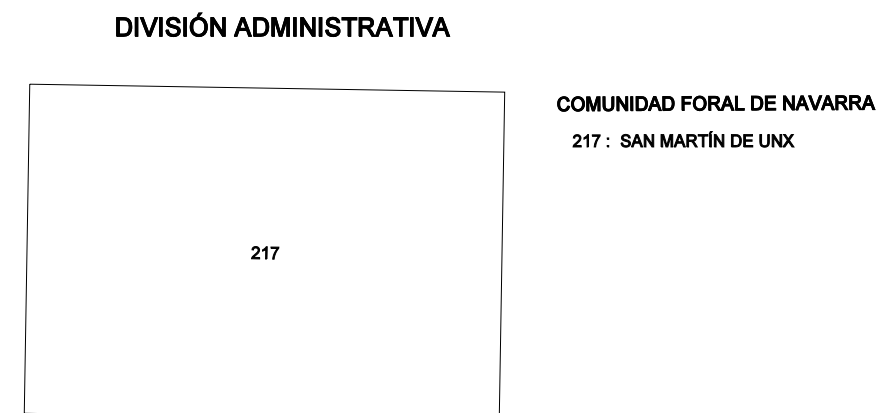 DIVISIÓN ADMINISTRATIVA
COMUNIDAD FORAL DE NAVARRA
217 : SAN MARTÍN DE UNX
217